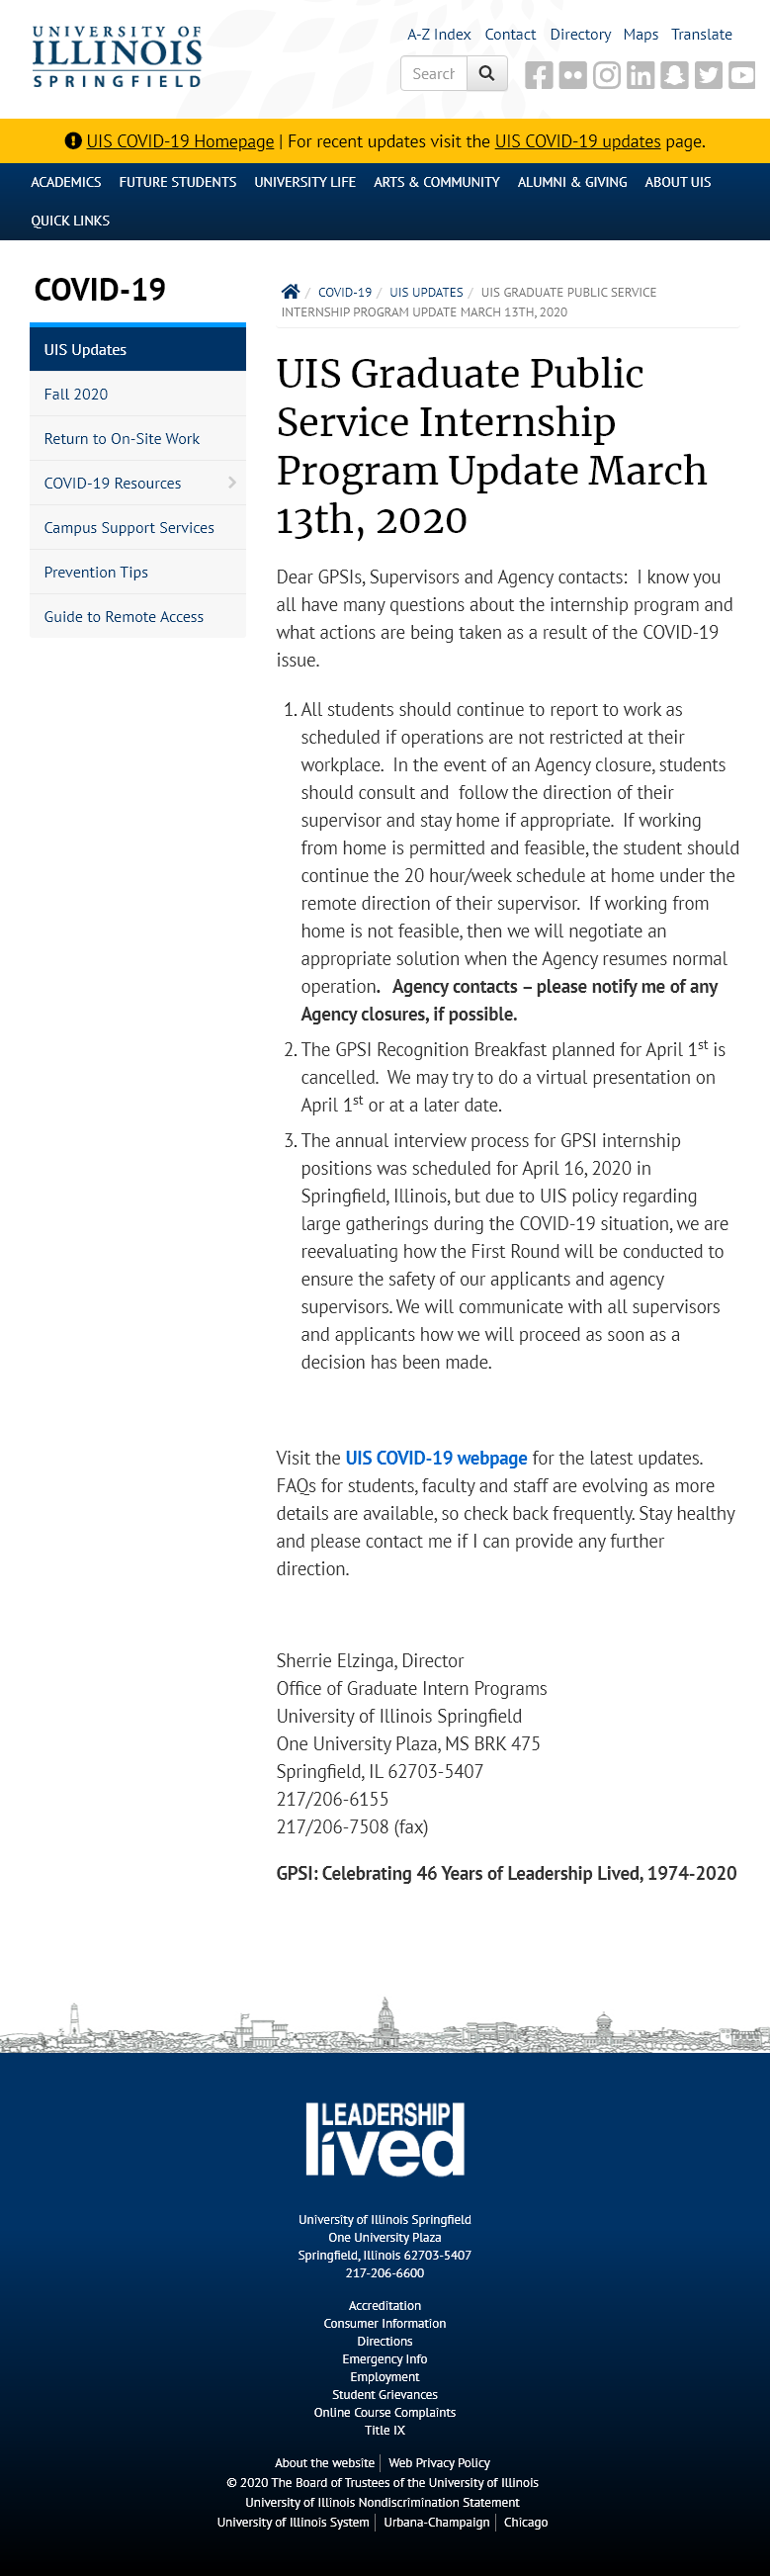 UNIVERSITY OF
ILLINOIS
SPRINGFIELD
A-Z Index Contact Directory Maps Translate
Search
UIS COVID-19 Homepage | For recent updates visit the UIS COVID-19 updates page.
ACADEMICS FUTURE STUDENTS UNIVERSITY LIFE ARTS & COMMUNITY ALUMNI & GIVING ABOUT UIS
QUICK LINKS
COVID-19
UIS Updates
Fall 2020
Return to On-Site Work
COVID-19 Resources
Campus Support Services
Prevention Tips
Guide to Remote Access
/ COVID-19 / UIS UPDATES / UIS GRADUATE PUBLIC SERVICE
INTERNSHIP PROGRAM UPDATE MARCH 13TH, 2020
UIS Graduate Public
Service Internship
Program Update March
13th, 2020
Dear GPSIs, Supervisors and Agency contacts:  I know you
all have many questions about the internship program and
what actions are being taken as a result of the COVID-19
issue.
1. All students should continue to report to work as
scheduled if operations are not restricted at their
workplace.  In the event of an Agency closure, students
should consult and  follow the direction of their
supervisor and stay home if appropriate.  If working
from home is permitted and feasible, the student should
continue the 20 hour/week schedule at home under the
remote direction of their supervisor.  If working from
home is not feasible, then we will negotiate an
appropriate solution when the Agency resumes normal
operation.   Agency contacts – please notify me of any
Agency closures, if possible.
2. The GPSI Recognition Breakfast planned for April 1st is
cancelled.  We may try to do a virtual presentation on
April 1st or at a later date.
3. The annual interview process for GPSI internship
positions was scheduled for April 16, 2020 in
Springfield, Illinois, but due to UIS policy regarding
large gatherings during the COVID-19 situation, we are
reevaluating how the First Round will be conducted to
ensure the safety of our applicants and agency
supervisors. We will communicate with all supervisors
and applicants how we will proceed as soon as a
decision has been made.
Visit the UIS COVID-19 webpage for the latest updates.
FAQs for students, faculty and staff are evolving as more
details are available, so check back frequently. Stay healthy
and please contact me if I can provide any further
direction.
Sherrie Elzinga, Director
Office of Graduate Intern Programs
University of Illinois Springfield
One University Plaza, MS BRK 475
Springfield, IL 62703-5407
217/206-6155
217/206-7508 (fax)
GPSI: Celebrating 46 Years of Leadership Lived, 1974-2020
LEADERSHIP
lived
University of Illinois Springfield
One University Plaza
Springfield, Illinois 62703-5407
217-206-6600
Accreditation
Consumer Information
Directions
Emergency Info
Employment
Student Grievances
Online Course Complaints
Title IX
About the website | Web Privacy Policy
© 2020 The Board of Trustees of the University of Illinois
University of Illinois Nondiscrimination Statement
University of Illinois System | Urbana-Champaign | Chicago